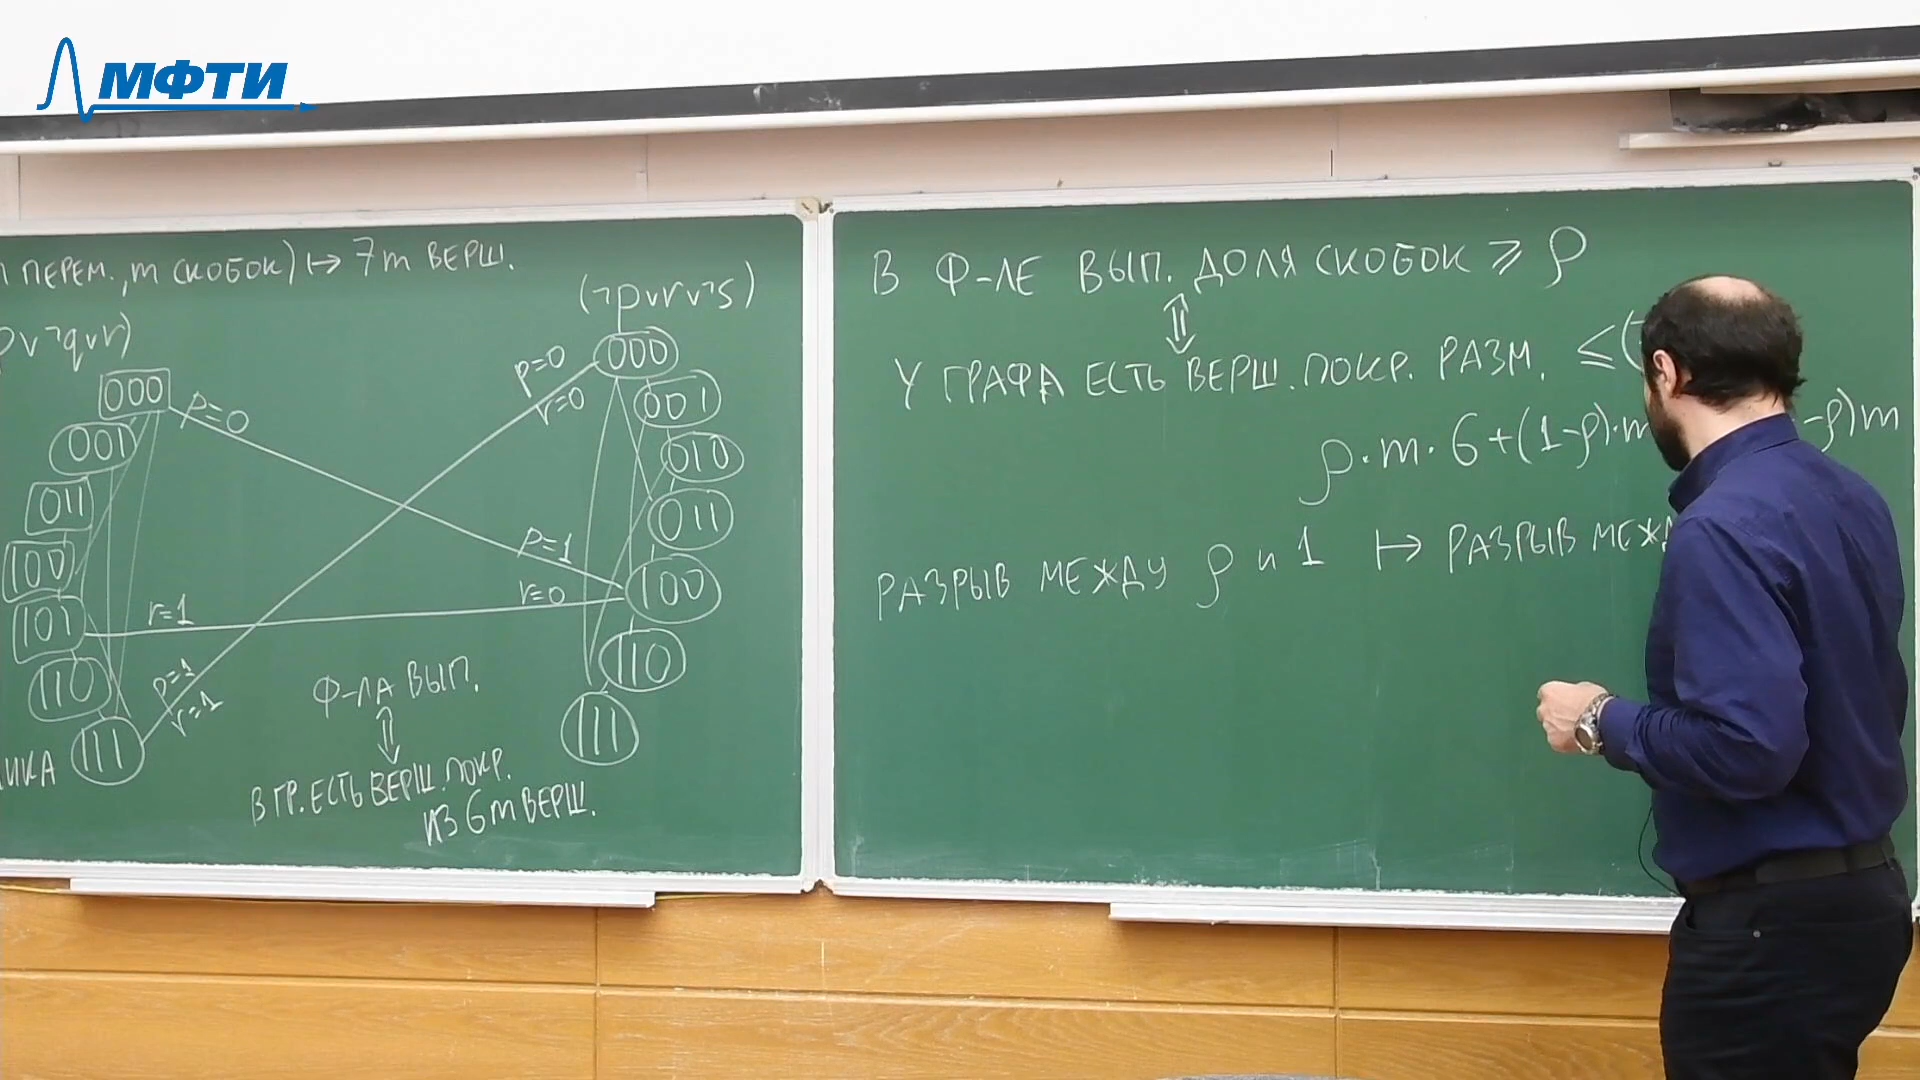 МФТИ
ПЕРЕМ., m СКОБОК) ↦ 7m ВЕРШ.
∨¬q∨r)
(¬p∨r∨¬s)
000
001
011
100
101
110
111
p=0
r=1
p=1
r=1
p=0
r=0
p=1
r=0
000
001
010
011
100
110
111
Ф-ЛА ВЫП.
⇕
В ГР. ЕСТЬ ВЕРШ. ПОКР.
ИЗ 6m ВЕРШ.
В Ф-ЛЕ ВЫП. ДОЛЯ СКОБОК ⩾ ρ
⇕
У ГРАФА ЕСТЬ ВЕРШ. ПОКР. РАЗМ. ≤(
ρ·m·6+(1-ρ)·m -ρ)m
РАЗРЫВ МЕЖДУ ρ и 1 ↦ РАЗРЫВ МЕЖД